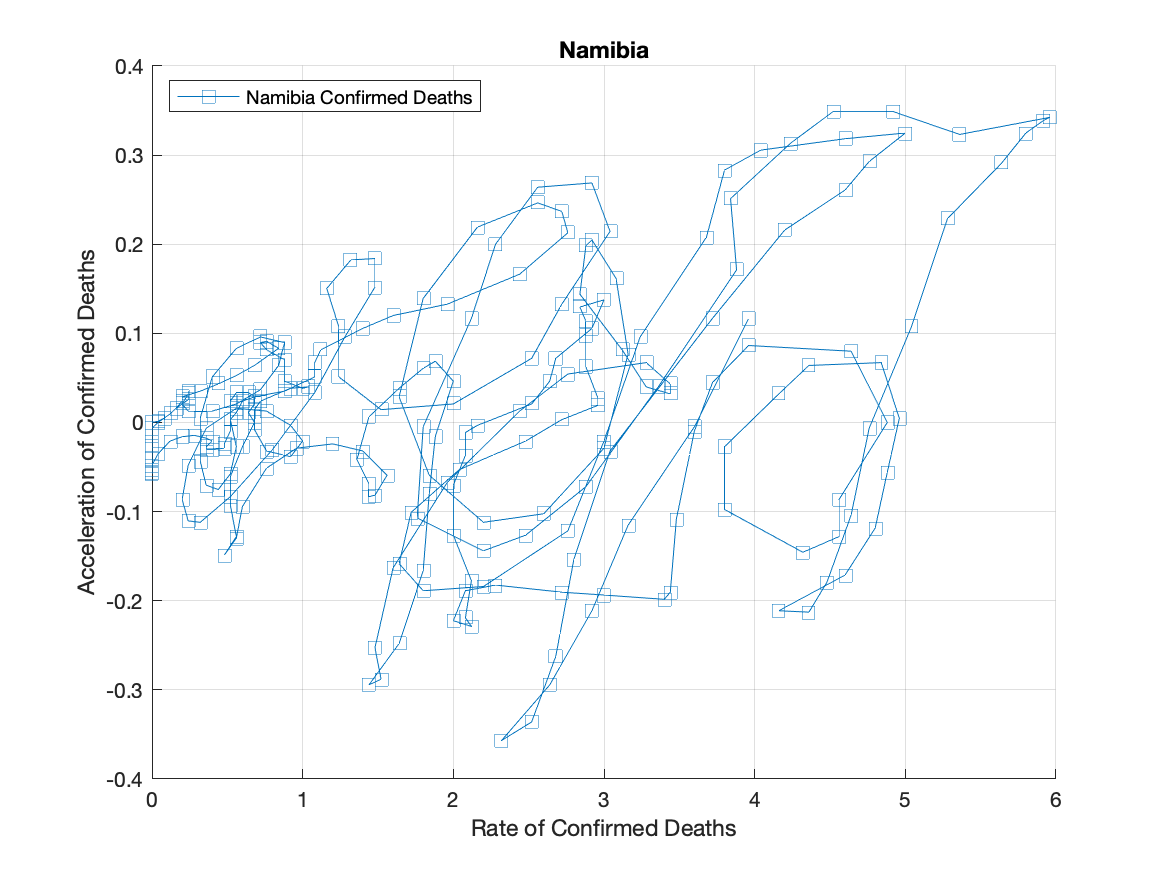 Namibia
Namibia Confirmed Deaths
0.4
0.3
0.2
0.1
0
-0.1
-0.2
-0.3
-0.4
Acceleration of Confirmed Deaths
0 1 2 3 4 5 6
Rate of Confirmed Deaths